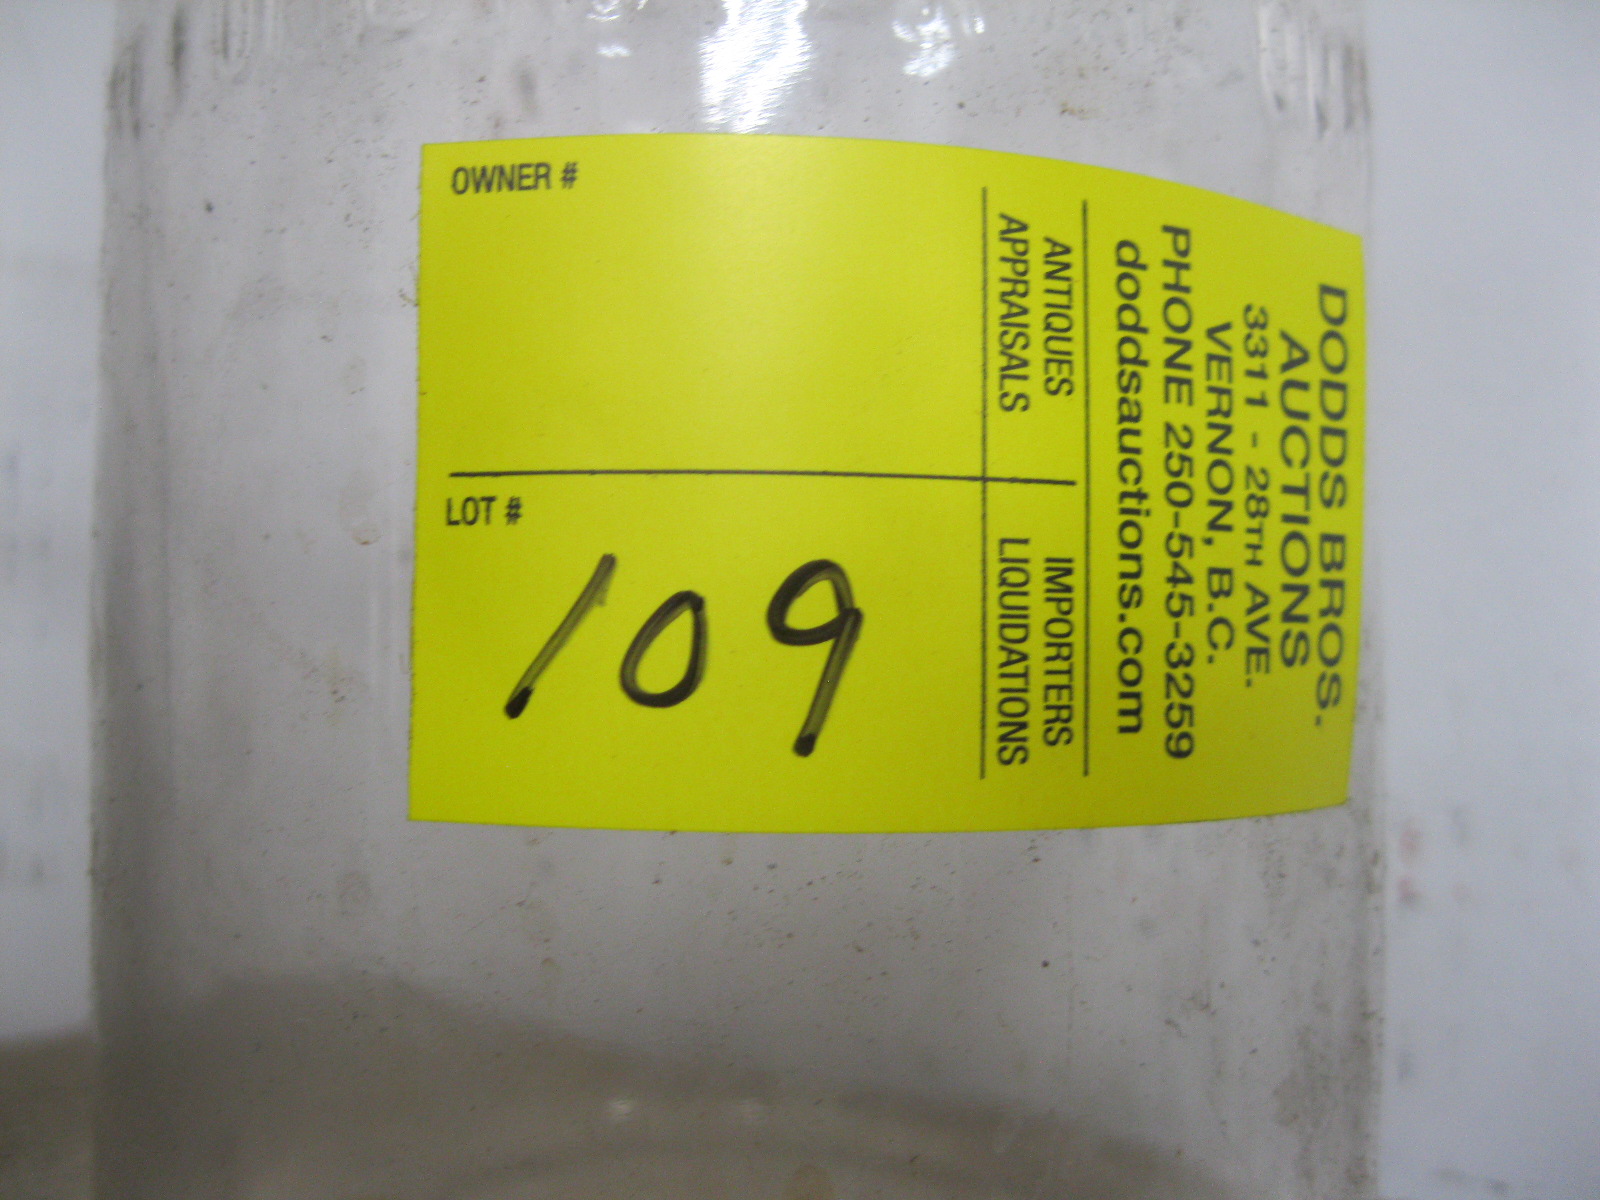 DODDS BROS.
AUCTIONS
3311 - 28TH AVE.
VERNON, B.C.
PHONE 250-545-3259
doddsauctions.com
ANTIQUES
APPRAISALS
IMPORTERS
LIQUIDATIONS
OWNER #
LOT #
109